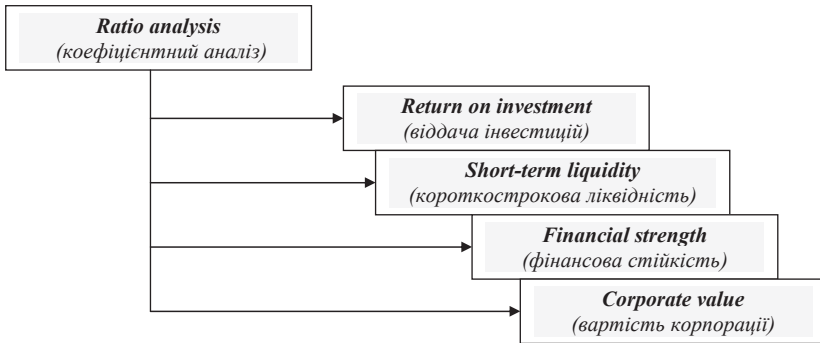 Ratio analysis
(коефіцієнтний аналіз)
Return on investment
(віддача інвестицій)
Short-term liquidity
(короткострокова ліквідність)
Financial strength
(фінансова стійкість)
Corporate value
(вартість корпорації)